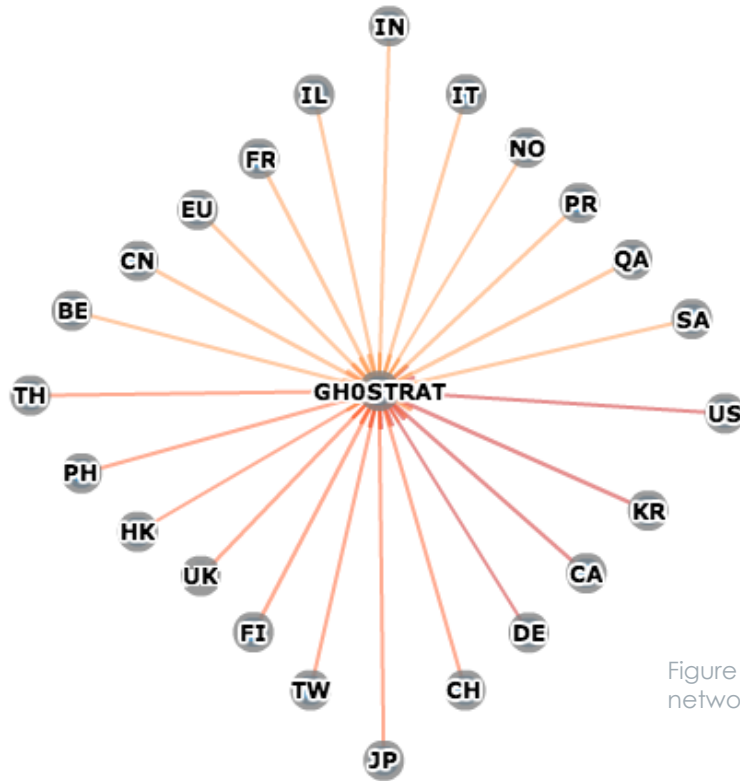 IN
IL
IT
FR
NO
EU
PR
CN
QA
BE
SA
TH
GH0STRAT
US
PH
KR
HK
UK
CA
FI
DE
TW
CH
JP
Figure
netwo